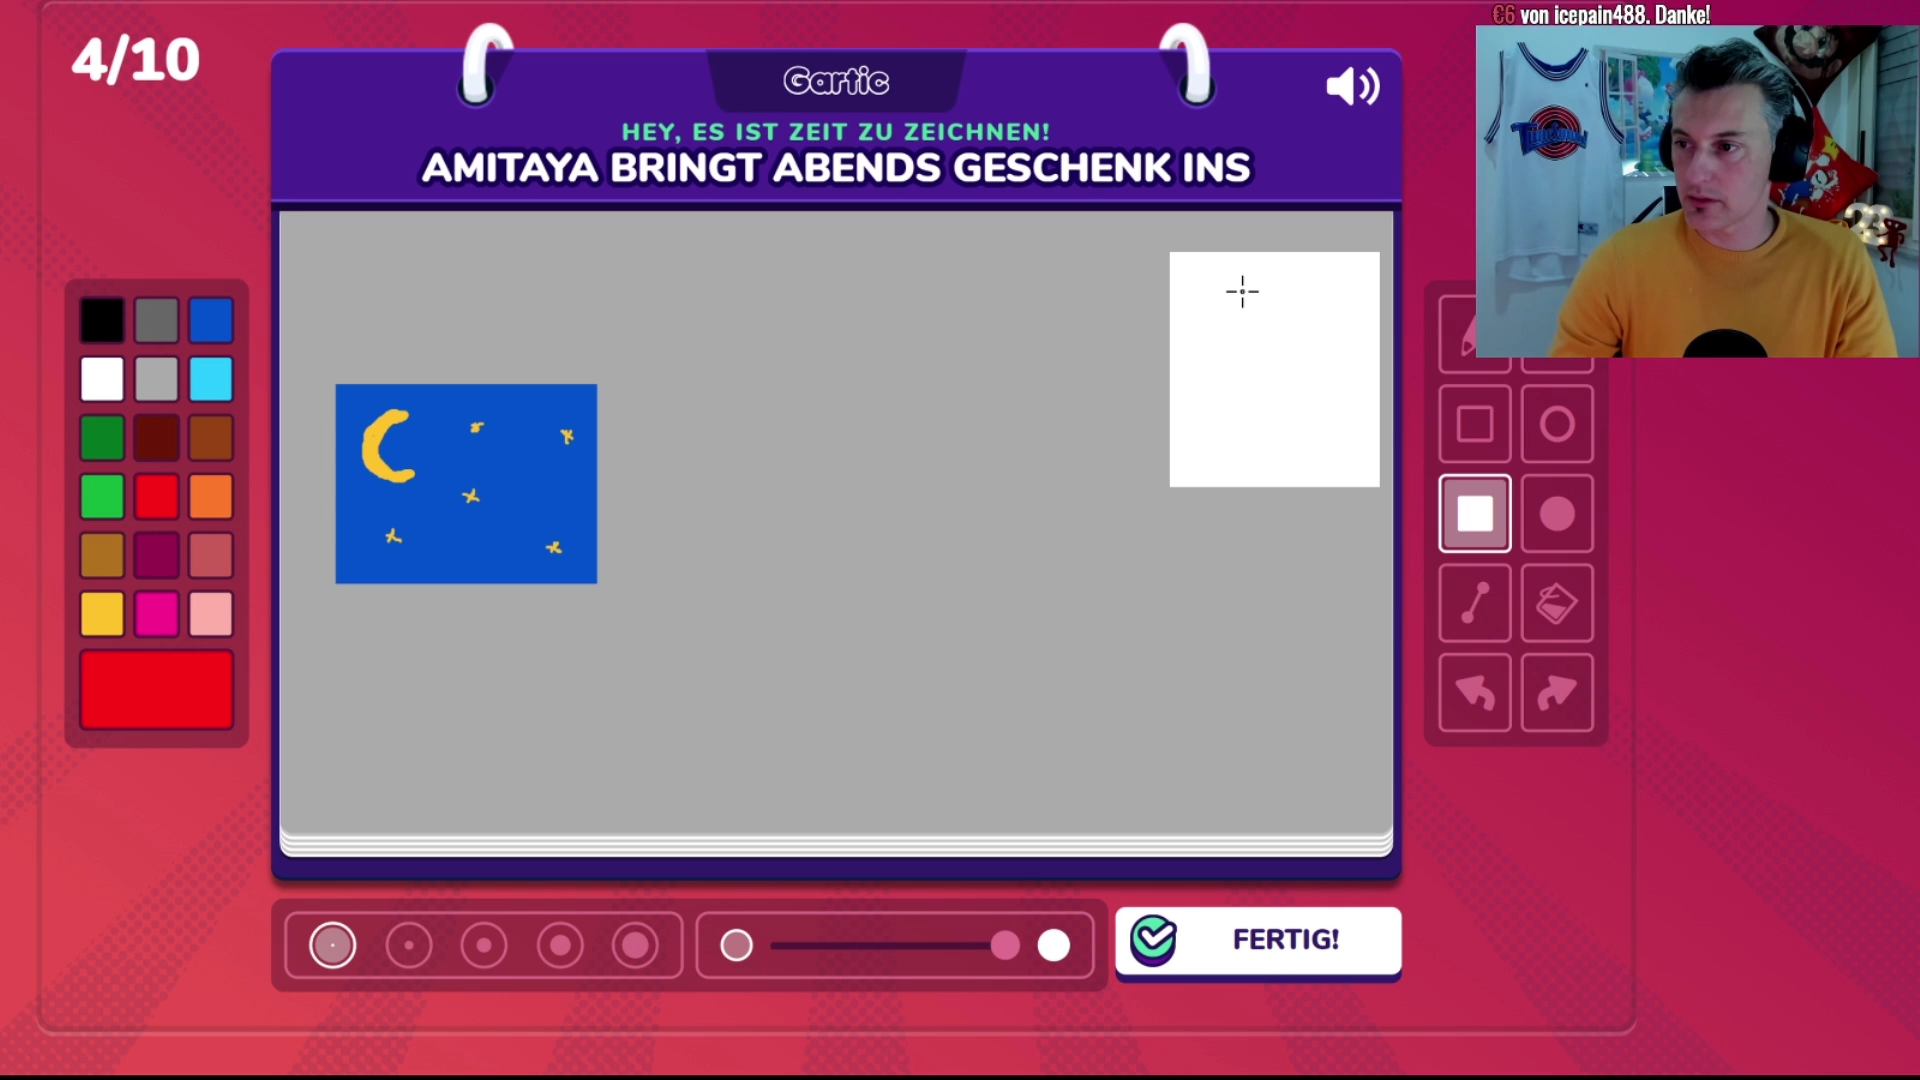 €6 von icepain488. Danke!
4/10
Gartic
HEY, ES IST ZEIT ZU ZEICHNEN!
AMITAYA BRINGT ABENDS GESCHENK INS
FERTIG!